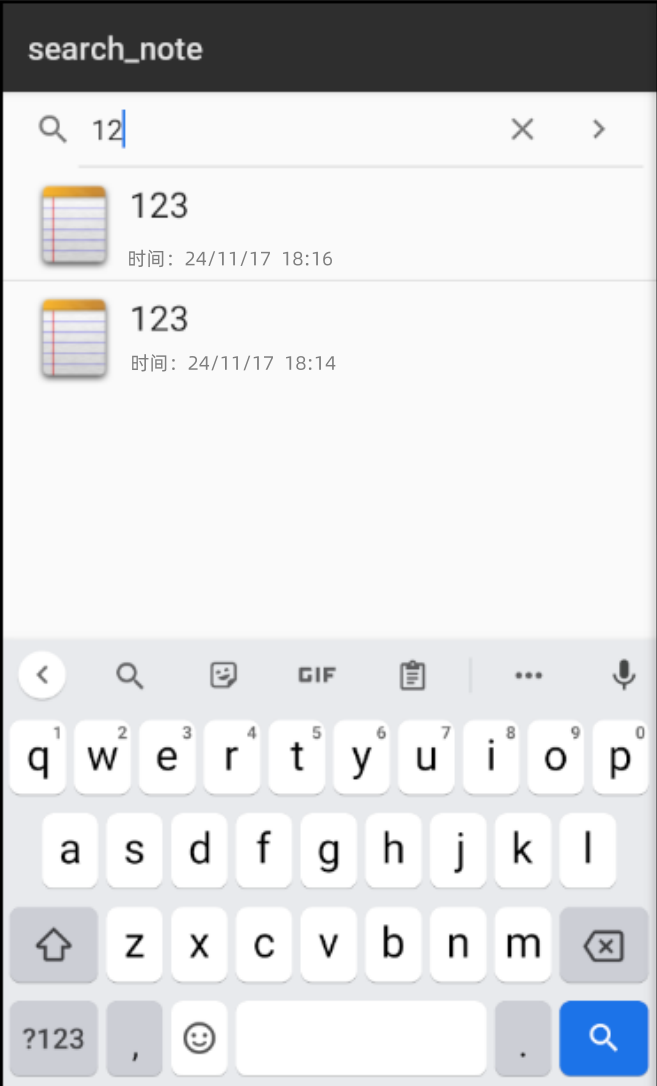 search_note
12
123
时间：24/11/17 18:16
123
时间：24/11/17 18:14
GIF
1 2 3 4 5 6 7 8 9 0
q w e r t y u i o p
a s d f g h j k l
z x c v b n m
?123 , .